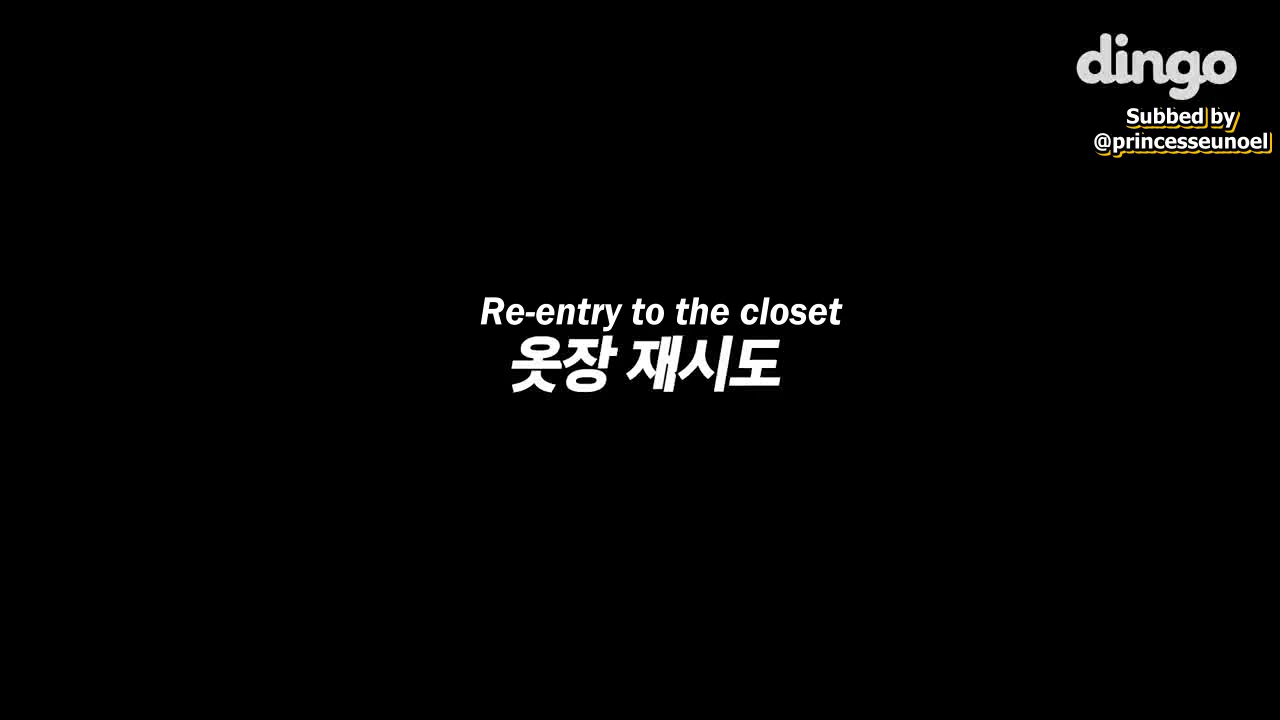 dingo
Subbed by
@princesseunoel
Re-entry to the closet
옷장 재시도